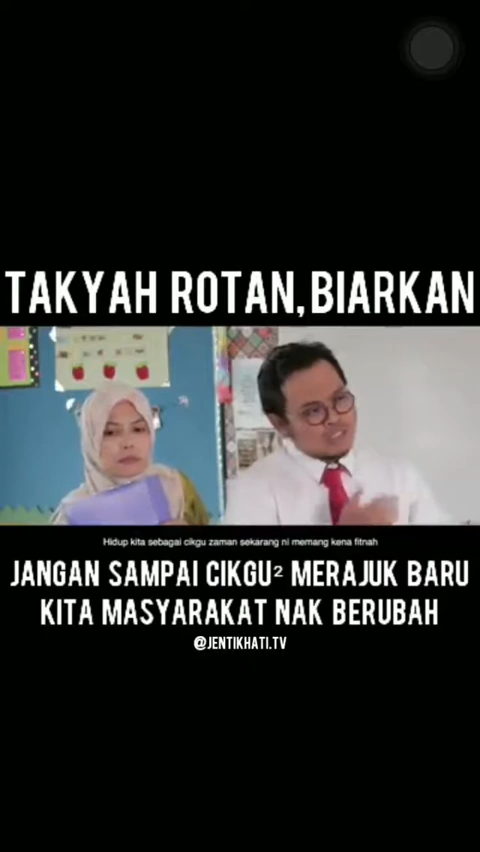 TAKYAH ROTAN, BIARKAN
Hidup kita sebagai cikgu zaman sekarang ni memang kena fitnah
JANGAN SAMPAI CIKGU² MERAJUK BARU
KITA MASYARAKAT NAK BERUBAH
@JENTIKHATI.TV